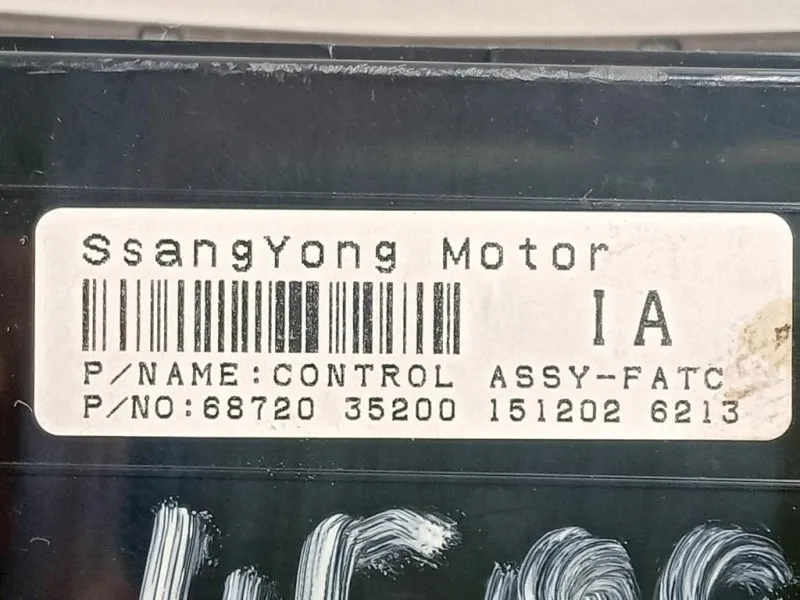 SsangYong Motor
IA
P/NAME:CONTROL ASSY-FATC
P/NO:68720 35200 151202 6213